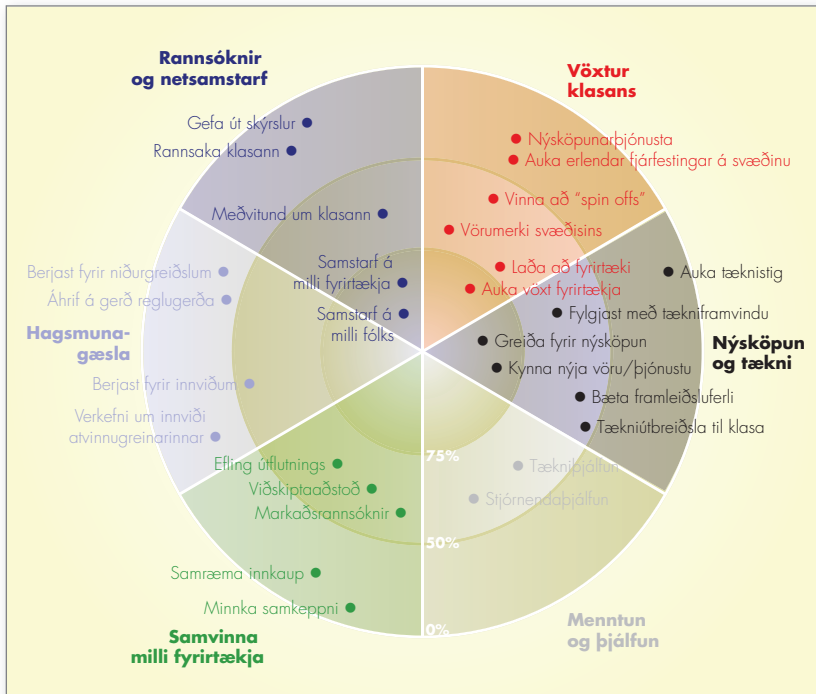 Rannsóknir
og netsamstarf
Gefa út skýrslur
Rannsaka klasann
Meðvitund um klasann
Samstarf á
milli fyrirtækja
Samstarf á
milli fólks
Vöxtur
klasans
Nýsköpunarþjónusta
Auka erlendar fjárfestingar á svæðinu
Vinna að “spin offs”
Vörumerki svæðisins
Laða að fyrirtæki
Auka vöxt fyrirtækja
Berjast fyrir niðurgreiðslum
Áhrif á gerð reglugerða
Hagsmuna-
gæsla
Berjast fyrir innviðum
Verkefni um innviði
atvinnugreinarinnar
Auka tæknistig
Fylgjast með tækniframvindu
Greiða fyrir nýsköpun
Nýsköpun
og tækni
Kynna nýja vöru/þjónustu
Bæta framleiðsluferli
Tækniútbreiðsla til klasa
Efling útflutnings
Viðskiptaaðstoð
Markaðsrannsóknir
Samræma innkaup
Minnka samkeppni
Samvinna
milli fyrirtækja
75%
50%
0%
Tækniþjálfun
Stjórnendaþjálfun
Menntun
og þjálfun